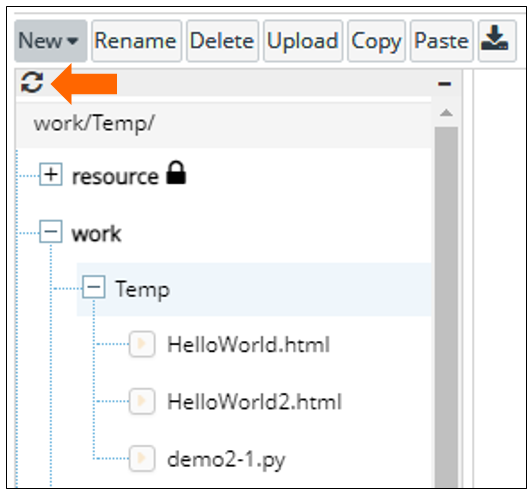 New Rename Delete Upload Copy Paste
work/Temp/
resource
work
Temp
HelloWorld.html
HelloWorld2.html
demo2-1.py